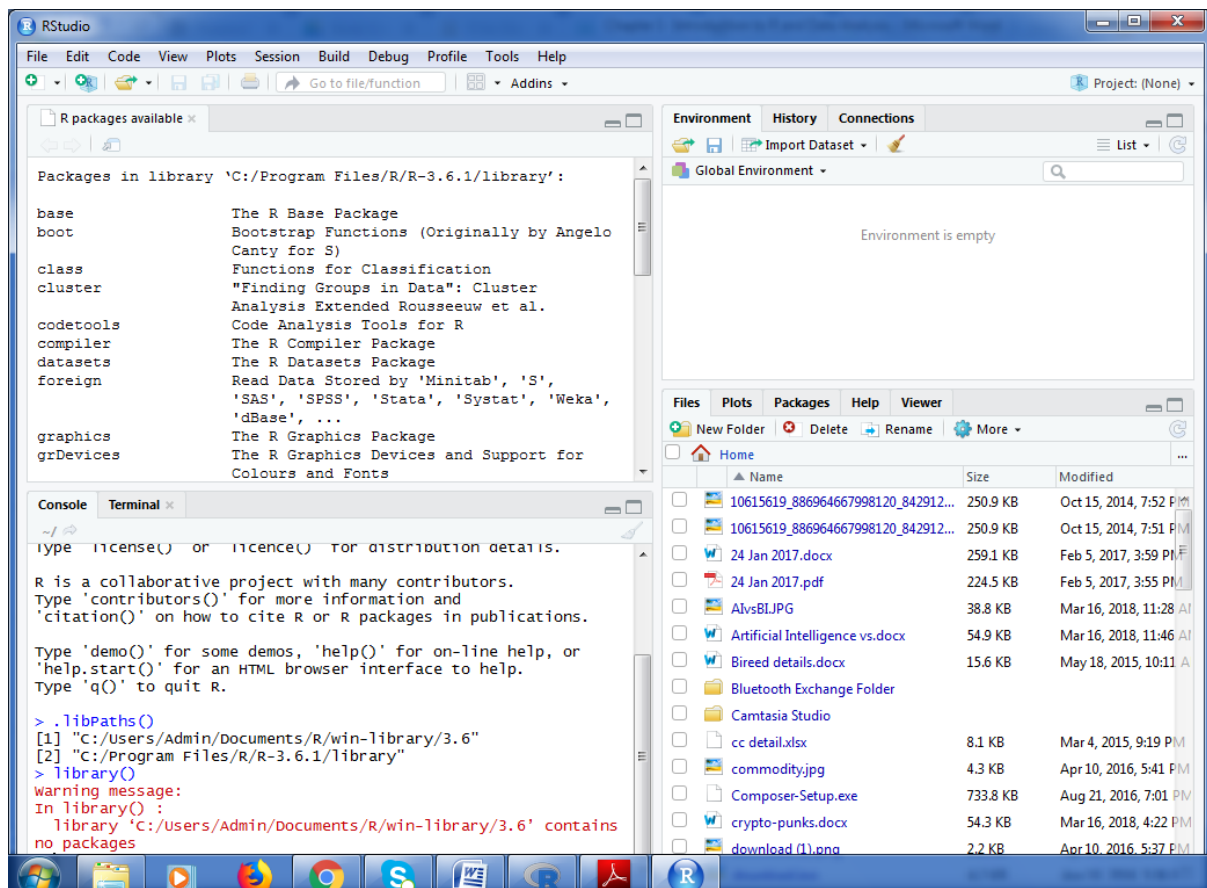 RStudio
File Edit Code View Plots Session Build Debug Profile Tools Help
Go to file/function Addins Project: (None)
R packages available
Packages in library ‘C:/Program Files/R/R-3.6.1/library’:
base The R Base Package
boot Bootstrap Functions (Originally by Angelo
Canty for S)
class Functions for Classification
cluster "Finding Groups in Data": Cluster
Analysis Extended Rousseeuw et al.
codetools Code Analysis Tools for R
compiler The R Compiler Package
datasets The R Datasets Package
foreign Read Data Stored by 'Minitab', 'S',
'SAS', 'SPSS', 'Stata', 'Systat', 'Weka',
'dBase', ...
graphics The R Graphics Package
grDevices The R Graphics Devices and Support for
Colours and Fonts
Console Terminal
~/
Type 'license()' or 'licence()' for distribution details.
R is a collaborative project with many contributors.
Type 'contributors()' for more information and
'citation()' on how to cite R or R packages in publications.
Type 'demo()' for some demos, 'help()' for on-line help, or
'help.start()' for an HTML browser interface to help.
Type 'q()' to quit R.
> .libPaths()
[1] "C:/Users/Admin/Documents/R/win-library/3.6"
[2] "C:/Program Files/R/R-3.6.1/library"
> library()
Warning message:
In library() :
library ‘C:/Users/Admin/Documents/R/win-library/3.6’ contains
no packages
Environment History Connections
Import Dataset List
Global Environment
Environment is empty
Files Plots Packages Help Viewer
New Folder Delete Rename More
Home ...
Name Size Modified
10615619_886964667998120_842912... 250.9 KB Oct 15, 2014, 7:52 PM
10615619_886964667998120_842912... 250.9 KB Oct 15, 2014, 7:51 PM
24 Jan 2017.docx 259.1 KB Feb 5, 2017, 3:59 PM
24 Jan 2017.pdf 224.5 KB Feb 5, 2017, 3:55 PM
AIvsBI.JPG 38.8 KB Mar 16, 2018, 11:28 A
Artificial Intelligence vs.docx 54.9 KB Mar 16, 2018, 11:46 A
Bireed details.docx 15.6 KB May 18, 2015, 10:11 A
Bluetooth Exchange Folder
Camtasia Studio
cc detail.xlsx 8.1 KB Mar 4, 2015, 9:19 PM
commodity.jpg 4.3 KB Apr 10, 2016, 5:41 PM
Composer-Setup.exe 733.8 KB Aug 21, 2016, 7:01 PM
crypto-punks.docx 54.3 KB Mar 16, 2018, 4:22 PM
download (1).png 2.2 KB Apr 10, 2016, 5:37 PM